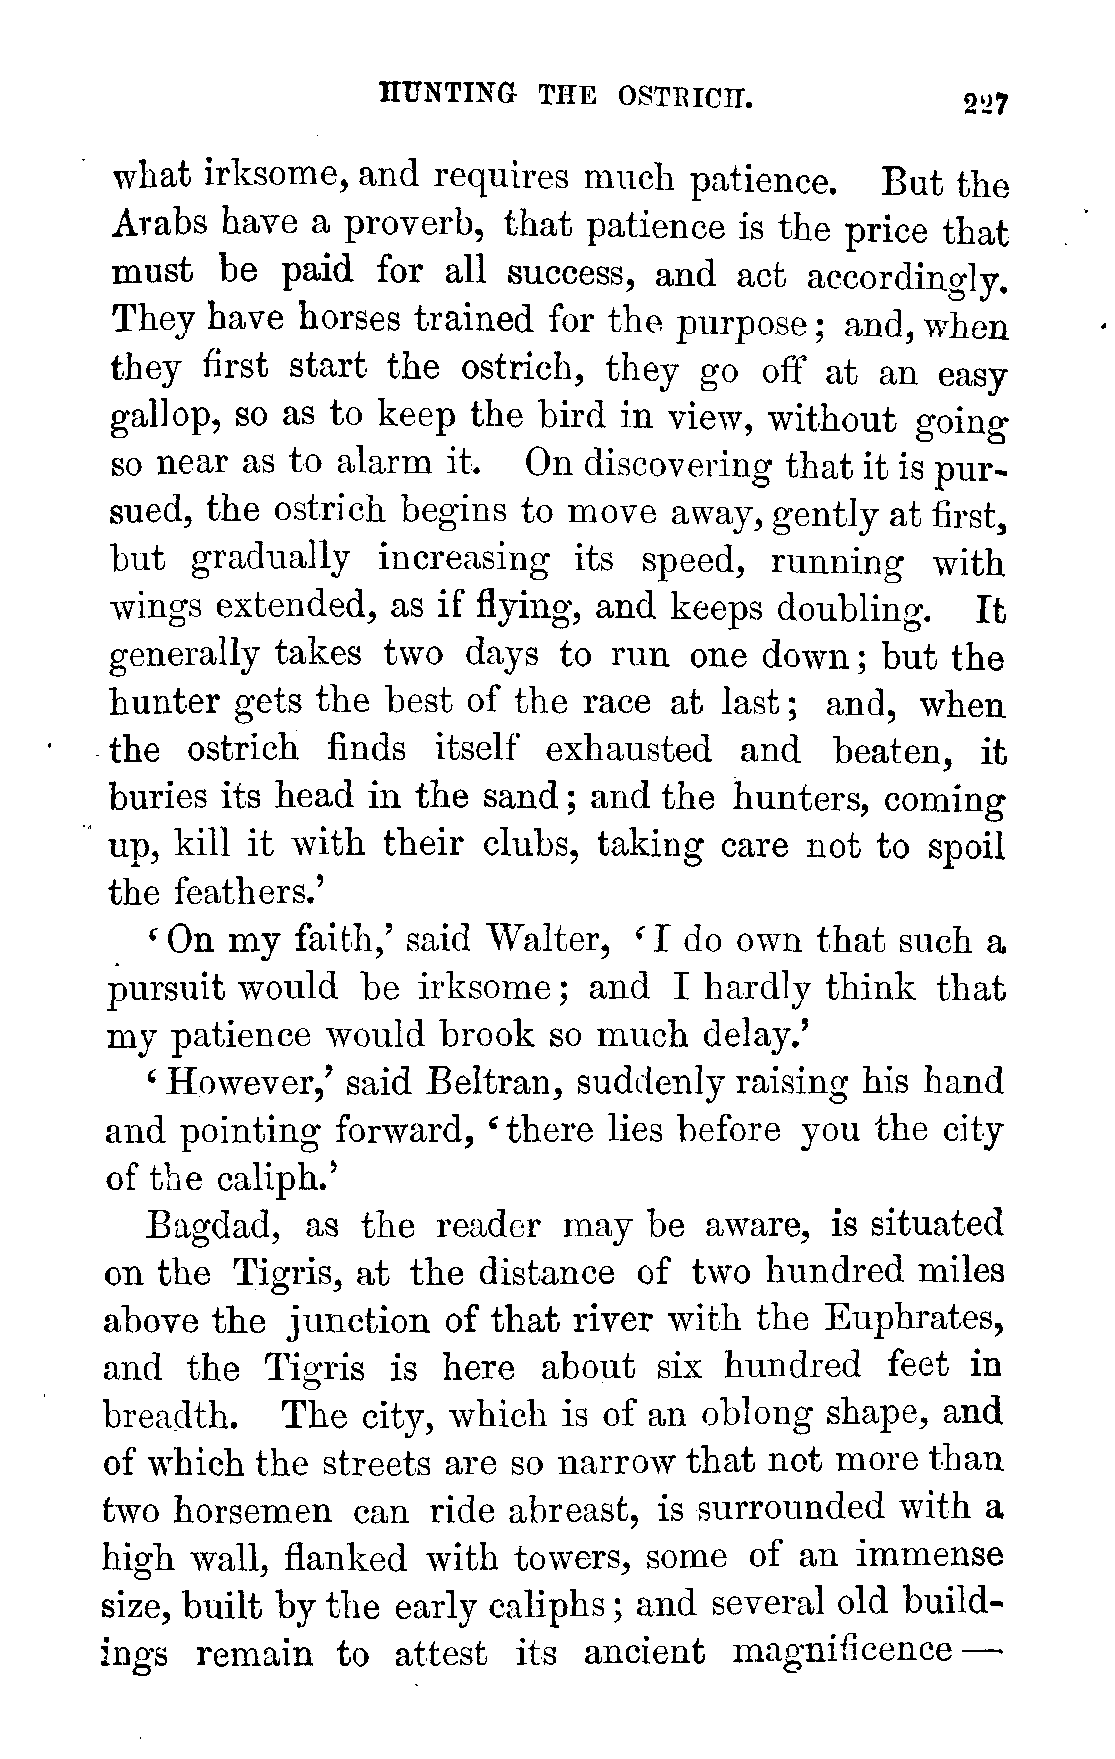 HUNTING THE OSTRICH. 227
what irksome, and requires much patience. But the
Arabs have a proverb, that patience is the price that
must be paid for all success, and act accordingly.
They have horses trained for the purpose; and, when
they first start the ostrich, they go off at an easy
gallop, so as to keep the bird in view, without going
so near as to alarm it. On discovering that it is pur-
sued, the ostrich begins to move away, gently at first,
but gradually increasing its speed, running with
wings extended, as if flying, and keeps doubling. It
generally takes two days to run one down; but the
hunter gets the best of the race at last; and, when
the ostrich finds itself exhausted and beaten, it
buries its head in the sand; and the hunters, coming
up, kill it with their clubs, taking care not to spoil
the feathers.’
‘On my faith,’ said Walter, ‘I do own that such a
pursuit would be irksome; and I hardly think that
my patience would brook so much delay.’
‘However,’ said Beltran, suddenly raising his hand
and pointing forward, ‘there lies before you the city
of the caliph.’
Bagdad, as the reader may be aware, is situated
on the Tigris, at the distance of two hundred miles
above the junction of that river with the Euphrates,
and the Tigris is here about six hundred feet in
breadth. The city, which is of an oblong shape, and
of which the streets are so narrow that not more than
two horsemen can ride abreast, is surrounded with a
high wall, flanked with towers, some of an immense
size, built by the early caliphs; and several old build-
ings remain to attest its ancient magnificence—